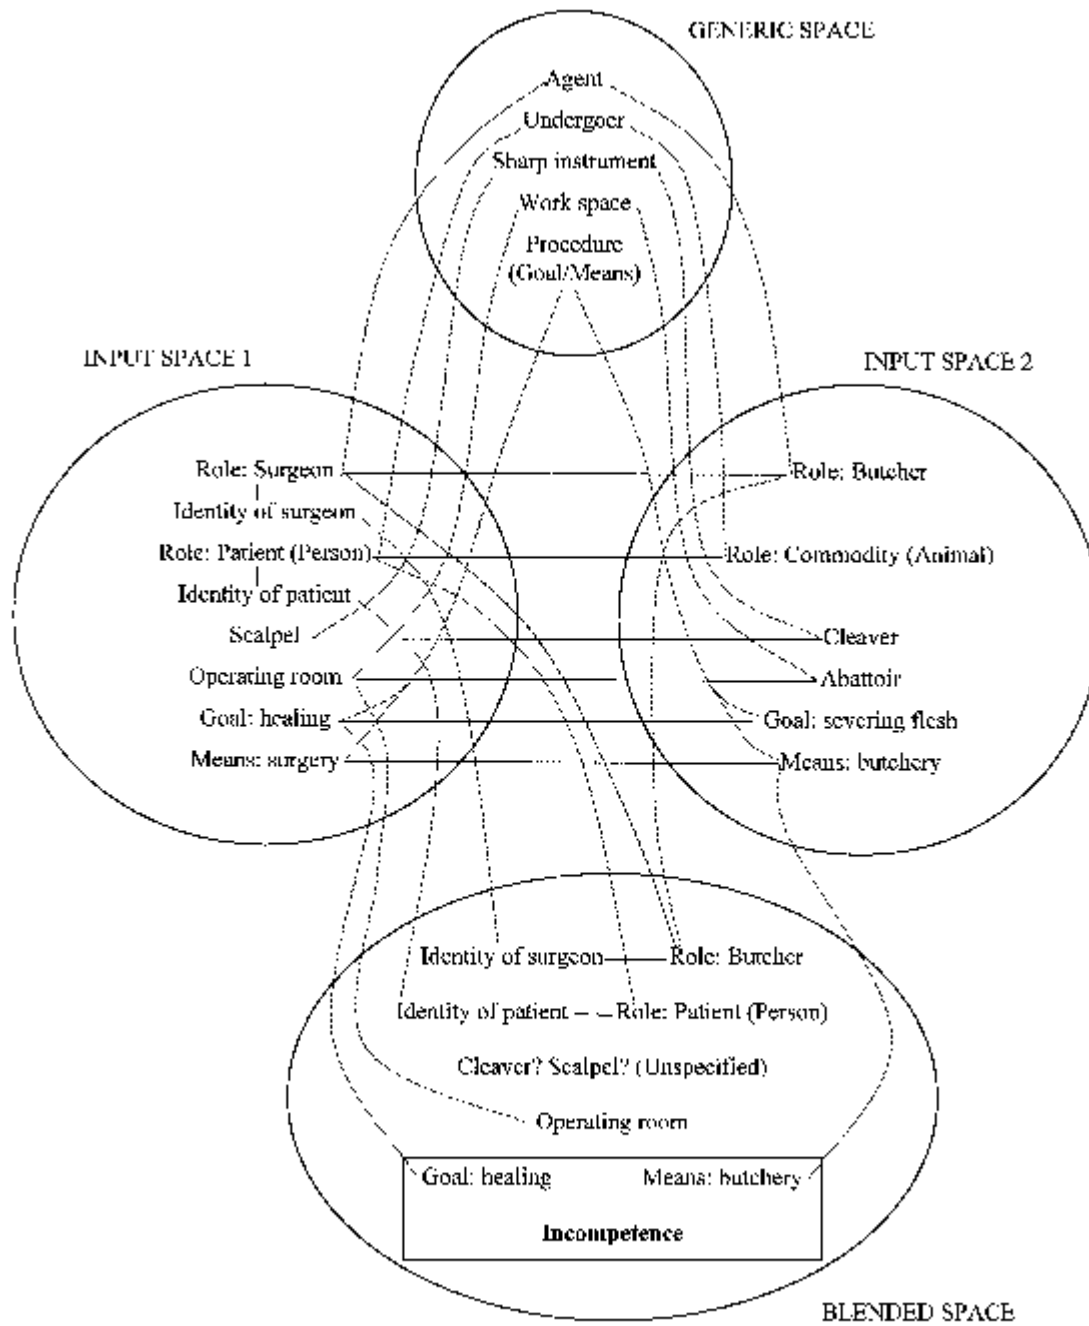 GENERIC SPACE
Agent
Undergoer
Sharp instrument
Work space
Procedure
(Goal/Means)
INPUT SPACE 1
INPUT SPACE 2
Role: Surgeon
Role: Butcher
Identity of surgeon
Role: Patient (Person)
Role: Commodity (Animal)
Identity of patient
Scalpel
Cleaver
Operating room
Abattoir
Goal: healing
Goal: severing flesh
Means: surgery
Means: butchery
Identity of surgeon
Role: Butcher
Identity of patient
Role: Patient (Person)
Cleaver? Scalpel? (Unspecified)
Operating room
Goal: healing
Means: butchery
Incompetence
BLENDED SPACE